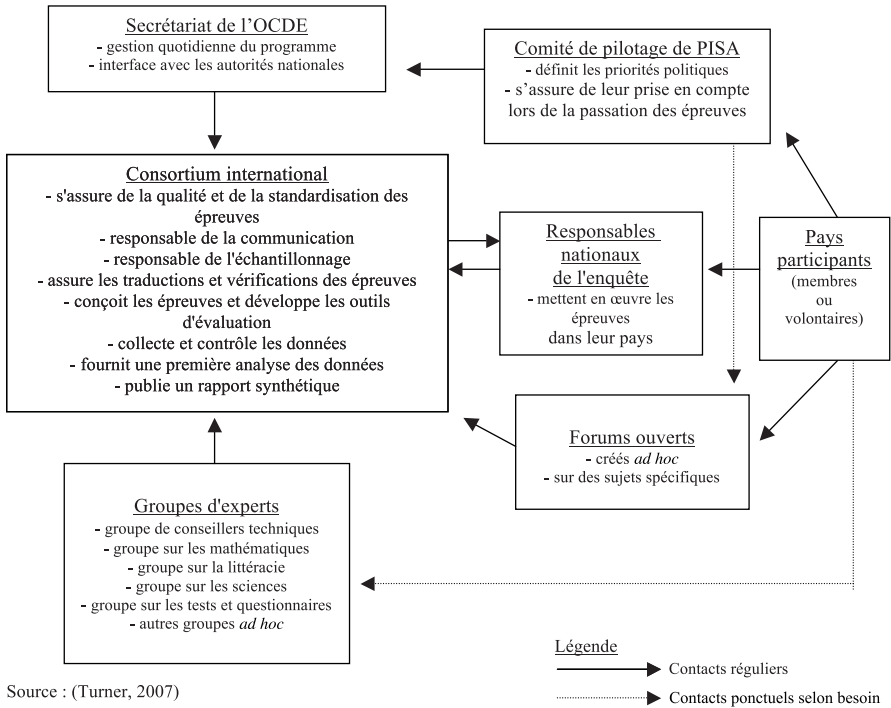 Secrétariat de l’OCDE
- gestion quotidienne du programme
- interface avec les autorités nationales
Comité de pilotage de PISA
- définit les priorités politiques
- s’assure de leur prise en compte
lors de la passation des épreuves
Consortium international
- s'assure de la qualité et de la standardisation des
épreuves
- responsable de la communication
- responsable de l'échantillonnage
- assure les traductions et vérifications des épreuves
- conçoit les épreuves et développe les outils
d'évaluation
- collecte et contrôle les données
- fournit une première analyse des données
- publie un rapport synthétique
Responsables
nationaux
de l'enquête
- mettent en œuvre les
épreuves
dans leur pays
Pays
participants
(membres
ou
volontaires)
Forums ouverts
- créés ad hoc
- sur des sujets spécifiques
Groupes d'experts
- groupe de conseillers techniques
- groupe sur les mathématiques
- groupe sur la littéracie
- groupe sur les sciences
- groupe sur les tests et questionnaires
- autres groupes ad hoc
Légende
Contacts réguliers
Contacts ponctuels selon besoin
Source : (Turner, 2007)